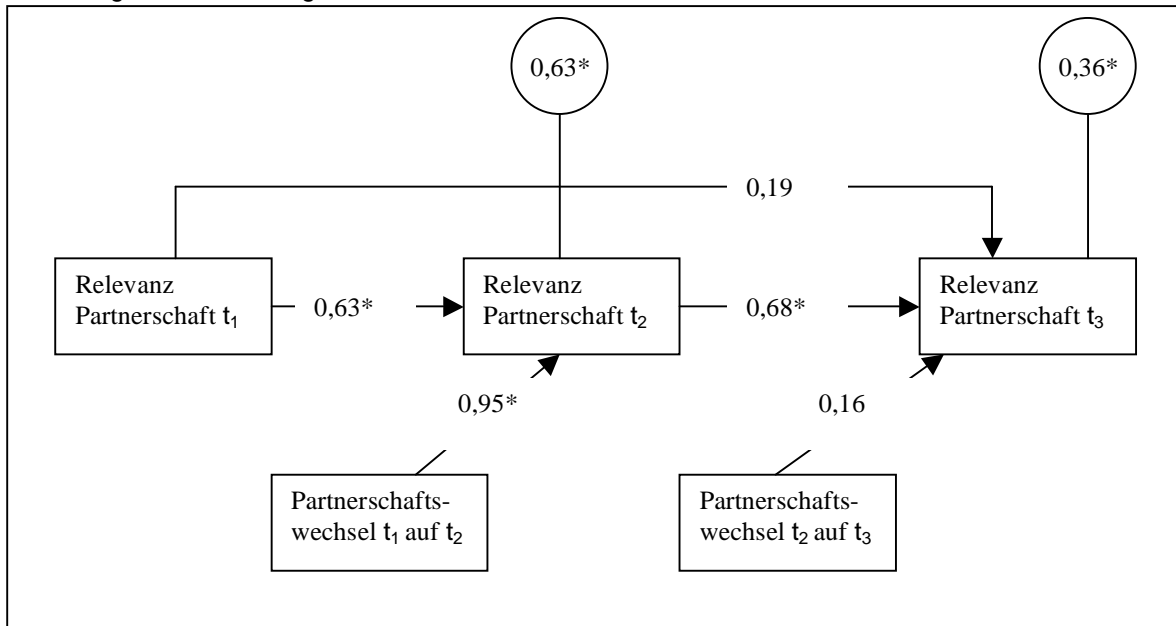 0,63*
0,36*
0,19
Relevanz
Partnerschaft t₁
0,63*
Relevanz
Partnerschaft t₂
0,68*
Relevanz
Partnerschaft t₃
0,95*
0,16
Partnerschafts-
wechsel t₁ auf t₂
Partnerschafts-
wechsel t₂ auf t₃